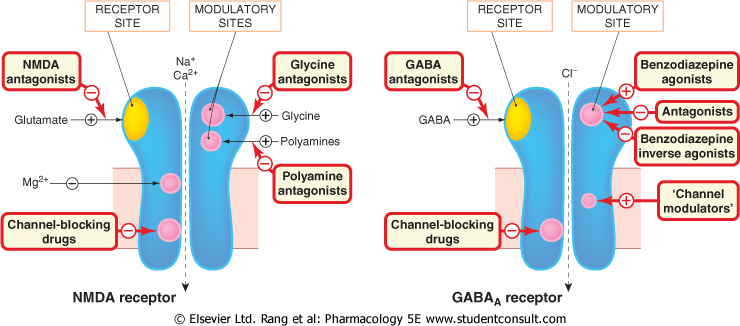 RECEPTOR
SITE
MODULATORY
SITES
NMDA
antagonists
Na⁺
Ca²⁺
Glycine
antagonists
Glutamate
+
−
Glycine
+
−
Polyamines
+
−
Polyamine
antagonists
Mg²⁺
−
Channel-blocking
drugs
−
NMDA receptor
RECEPTOR
SITE
MODULATORY
SITE
GABA
antagonists
Cl⁻
Benzodiazepine
agonists
+
−
GABA
+
Antagonists
−
Benzodiazepine
inverse agonists
−
'Channel
modulators'
+
Channel-blocking
drugs
−
GABAA receptor
© Elsevier Ltd. Rang et al: Pharmacology 5E www.studentconsult.com